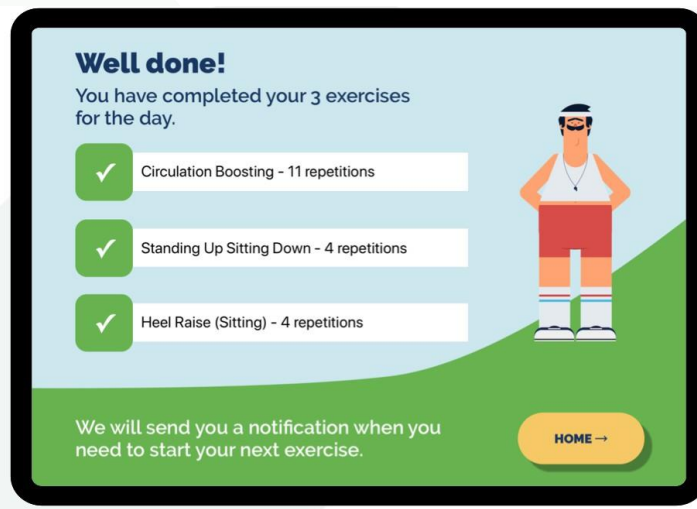 Well done!
You have completed your 3 exercises
for the day.
Circulation Boosting - 11 repetitions
Standing Up Sitting Down - 4 repetitions
Heel Raise (Sitting) - 4 repetitions
We will send you a notification when you
need to start your next exercise.
HOME →